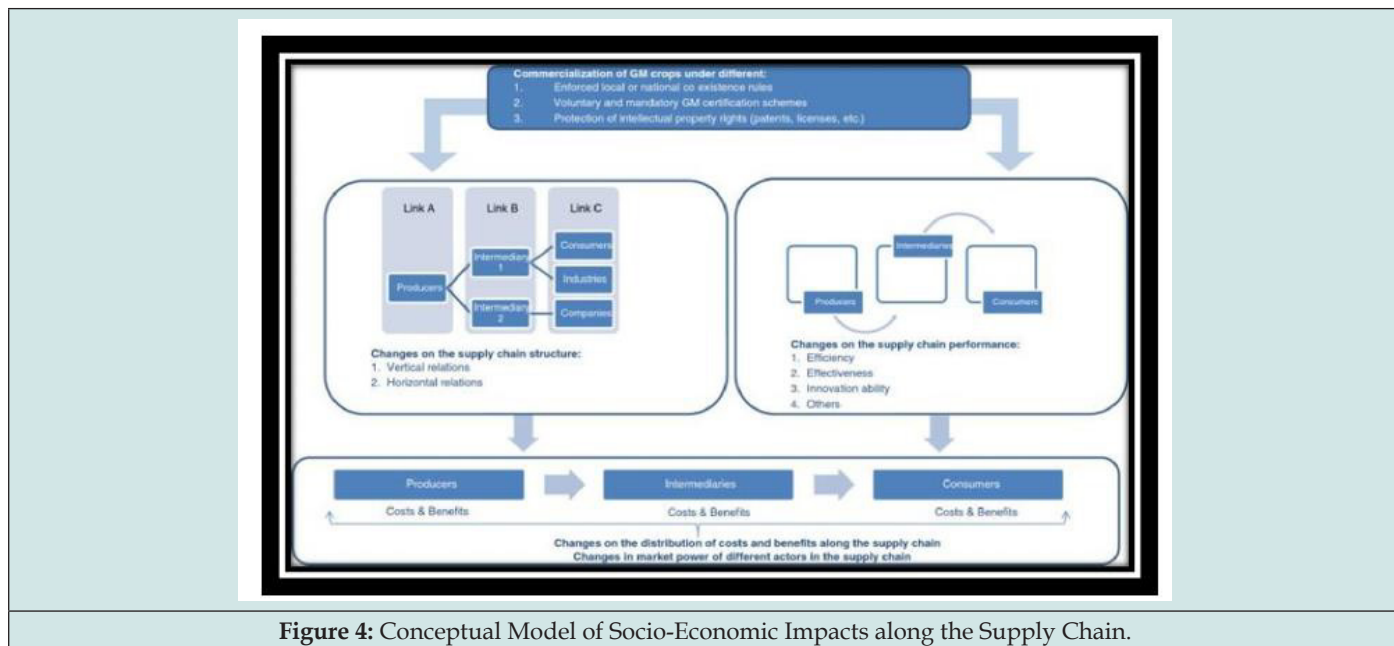 Commercialization of GM crops under different:
1. Enforced local or national co existence rules
2. Voluntary and mandatory GM certification schemes
3. Protection of intellectual property rights (patents, licenses, etc.)
Link A
Link B
Link C
Producers
Intermediary
1
Intermediary
2
Consumers
Industries
Companies
Changes on the supply chain structure:
1. Vertical relations
2. Horizontal relations
Producers
Intermediaries
Consumers
Changes on the supply chain performance:
1. Efficiency
2. Effectiveness
3. Innovation ability
4. Others
Producers
Intermediaries
Consumers
Costs & Benefits
Costs & Benefits
Costs & Benefits
Changes on the distribution of costs and benefits along the supply chain
Changes in market power of different actors in the supply chain
Figure 4: Conceptual Model of Socio-Economic Impacts along the Supply Chain.